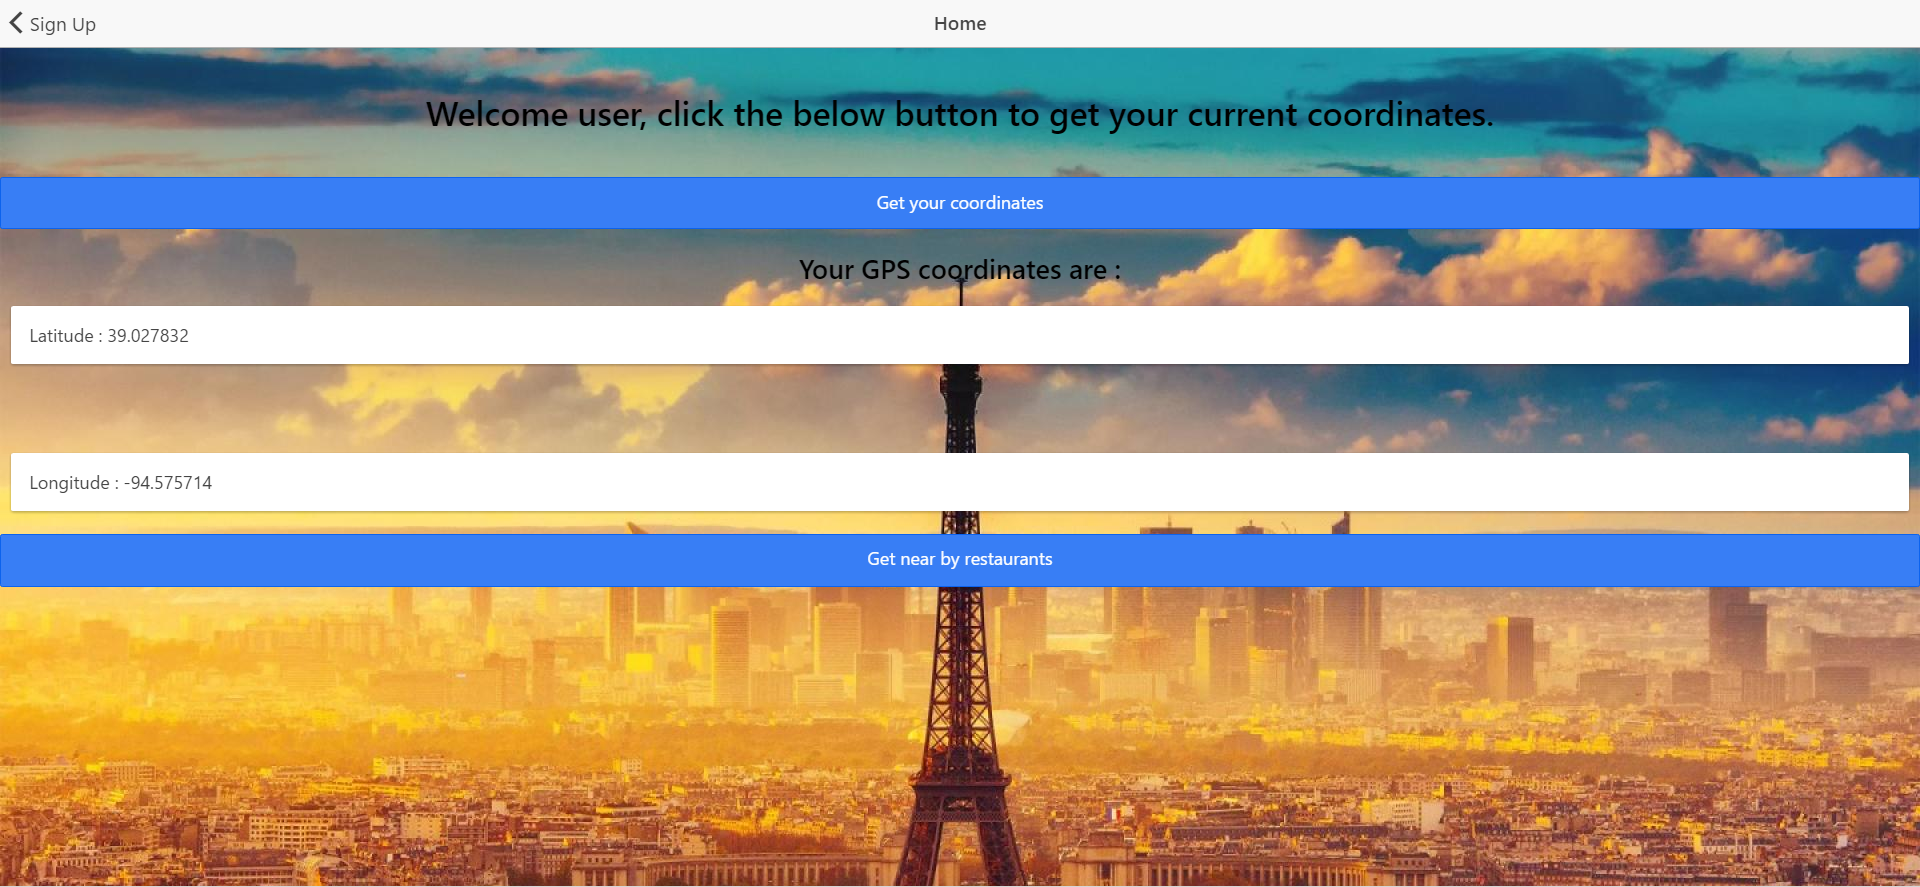 Sign Up
Home
Welcome user, click the below button to get your current coordinates.
Get your coordinates
Your GPS coordinates are :
Latitude : 39.027832
Longitude : -94.575714
Get near by restaurants